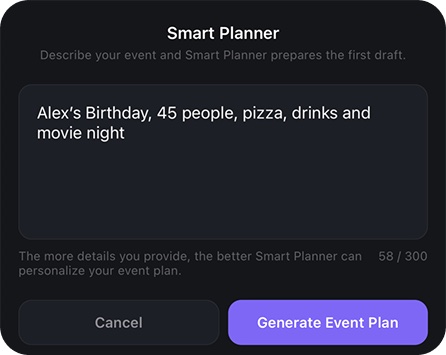 Smart Planner
Describe your event and Smart Planner prepares the first draft.
Alex’s Birthday, 45 people, pizza, drinks and
movie night
The more details you provide, the better Smart Planner can
personalize your event plan.
58 / 300
Cancel
Generate Event Plan